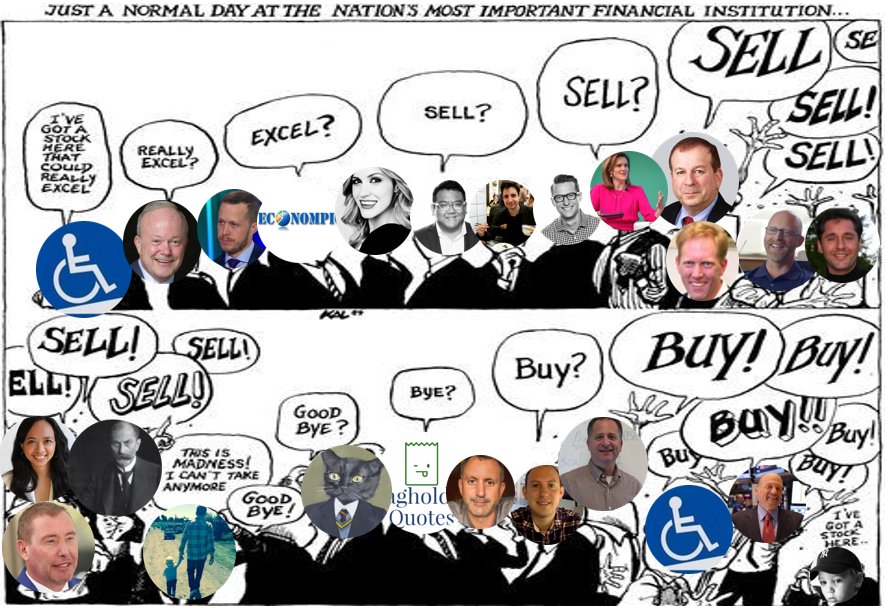 JUST A NORMAL DAY AT THE NATION'S MOST IMPORTANT FINANCIAL INSTITUTION...
I'VE
GOT A
STOCK
HERE
THAT
COULD
REALLY
EXCEL
REALLY
EXCEL?
EXCEL?
SELL?
SELL?
SELL
SE
SELL!
SELL!
ECONOMPI
KAL
SELL!
SELL!
ELL!
SELL!
THIS IS
MADNESS!
I CAN'T TAKE
ANYMORE
GOOD
BYE!
GOOD
BYE?
BYE?
aghold
Quotes
BUY?
BUY!
BUY!
BUY!!
BUY
BUY!
BUY!
I'VE
GOT A
STOCK
HERE..